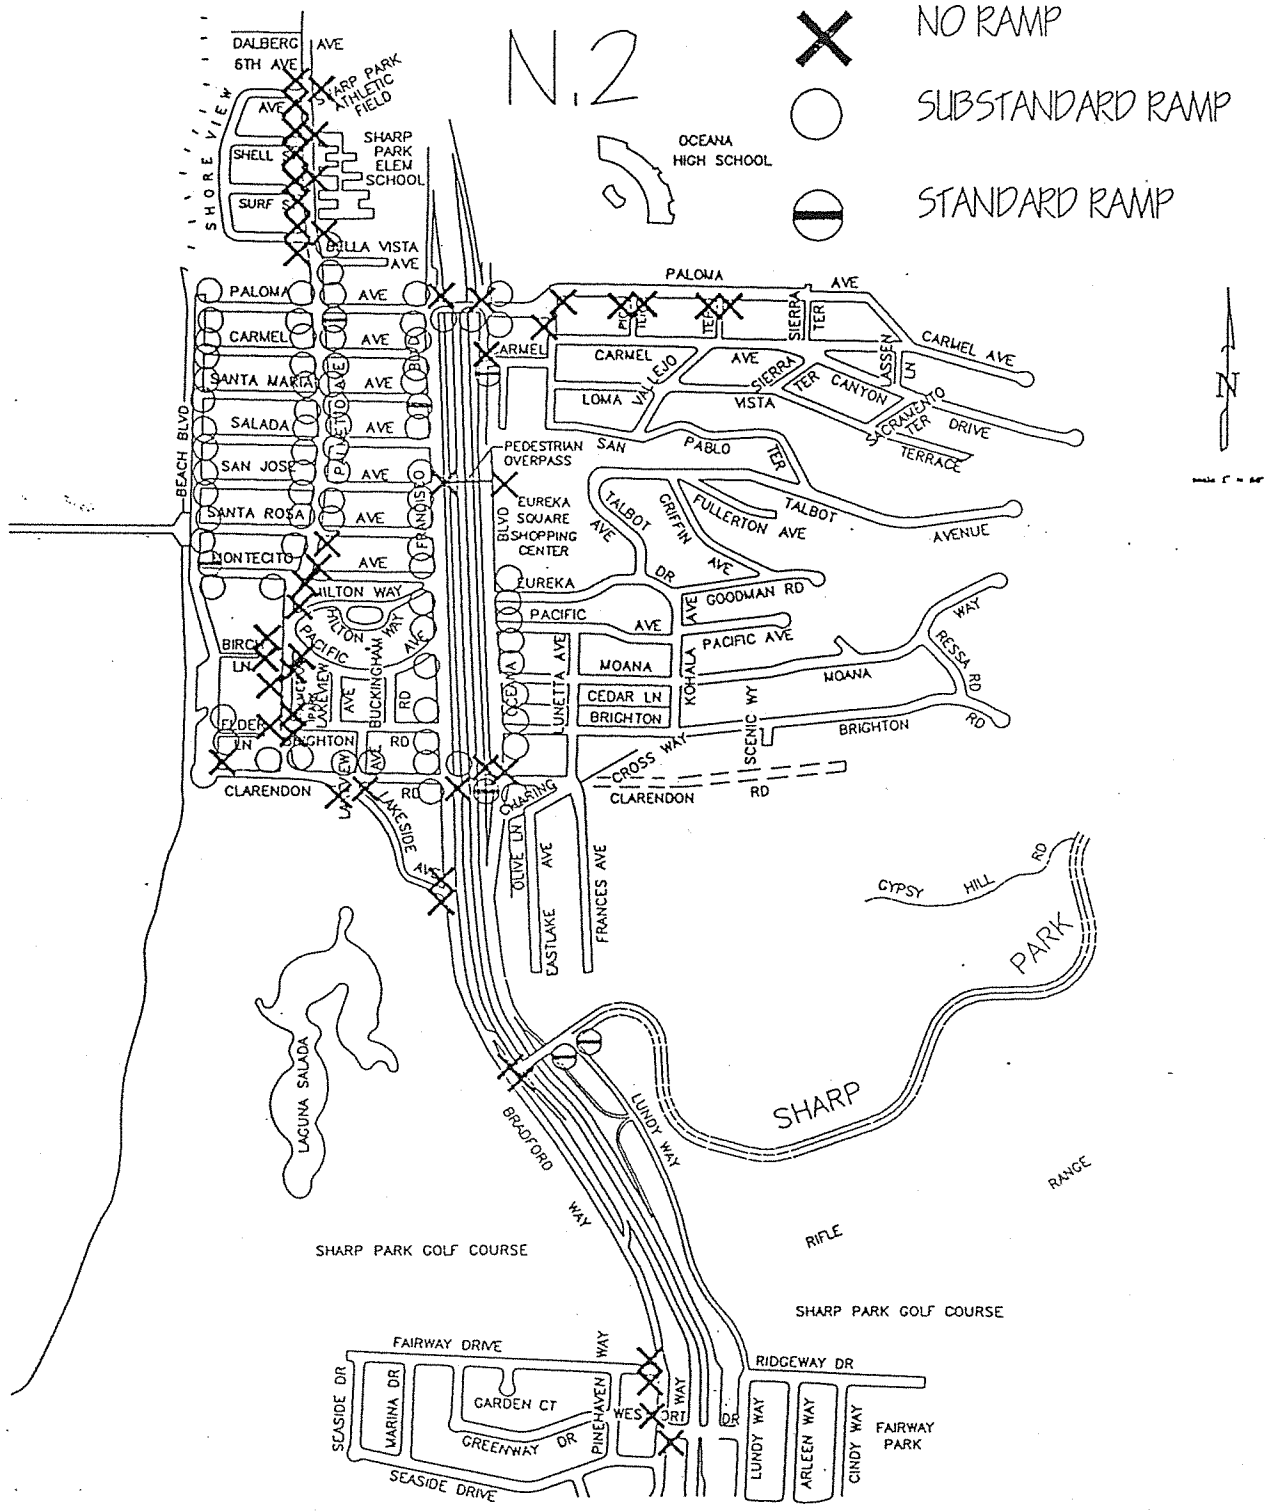 N.2
NO RAMP
SUBSTANDARD RAMP
STANDARD RAMP
DALBERG AVE
6TH AVE
SHARP PARK
ATHLETIC
FIELD
AVE
SHORE VIEW
SHELL
SHARP
PARK
ELEM
SCHOOL
SURF
BELLA VISTA
AVE
OCEANA
HIGH SCHOOL
PALOMA AVE
PALOMA AVE
CARMEL AVE
CARMEL
CARMEL AVE
CARMEL AVE
SIERRA
TER
TER
LASSEN
LN
SANTA MARIA AVE
PALMETTO AVE
BLVD
VALLEJO
SIERRA
TER
CANYON
DRIVE
LOMA VISTA
SACRAMENTO
TER
TERRACE
SALADA AVE
SAN PABLO TER
BEACH BLVD
SAN JOSE AVE
FRANCISCO
PEDESTRIAN
OVERPASS
SANTA ROSA AVE
EUREKA
SQUARE
SHOPPING
CENTER
BLVD
TALBOT
AVE
GRIFFIN
AVE
FULLERTON AVE
TALBOT
AVENUE
MONTECITO AVE
HILTON WAY
HILTON WAY
EUREKA DR
GOODMAN RD
PACIFIC AVE
PACIFIC AVE
PACIFIC AVE
KOHALA AVE
BIRCH
LN
LAKEVIEW
AVE
BUCKINGHAM
RD
OCEANA
LUNETTA AVE
MOANA
MOANA
WAY
RESSA RD
CEDAR LN
BRIGHTON
BRIGHTON RD
SCENIC WY
ELDER
LN
BRIGHTON RD
AVE
CROSS WAY
CHARING
CLARENDON RD
CLARENDON RD
LAKEVIEW
LAKESIDE
AVE
OLIVE LN
EASTLAKE AVE
FRANCES AVE
GYPSY HILL RD
SHARP PARK
LAGUNA SALADA
BRADFORD
WAY
LUNDY WAY
RIFLE RANGE
SHARP PARK GOLF COURSE
SHARP PARK GOLF COURSE
FAIRWAY DRIVE
SEASIDE DR
MARINA DR
GARDEN CT
GREENWAY DR
PINEHAVEN
WAY
WAY
WESTPORT DR
RIDGEWAY DR
LUNDY WAY
ARLEEN WAY
CINDY WAY
FAIRWAY
PARK
SEASIDE DRIVE
N